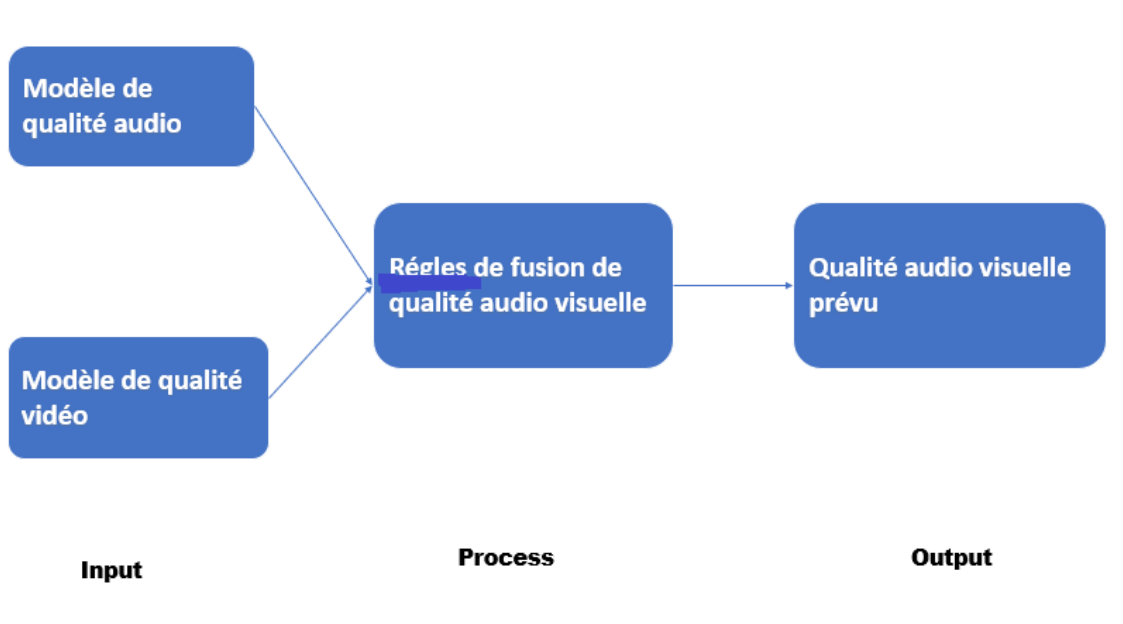 Modèle de
qualité audio
Régles de fusion de
qualité audio visuelle
Qualité audio visuelle
prévu
Modèle de qualité
vidéo
Input
Process
Output